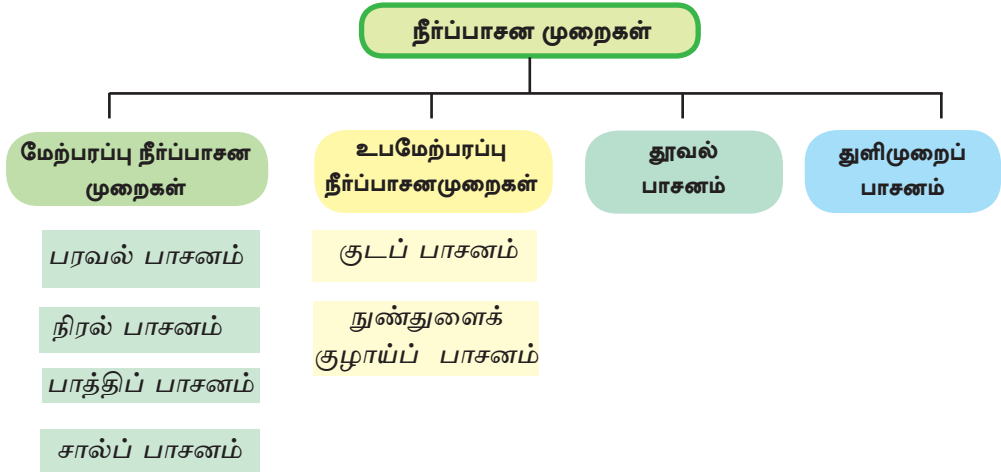 நீர்ப்பாசன முறைகள்
மேற்பரப்பு நீர்ப்பாசன
முறைகள்
பரவல் பாசனம்
நிரல் பாசனம்
பாத்திப் பாசனம்
சால்ப் பாசனம்
உபமேற்பரப்பு
நீர்ப்பாசனமுறைகள்
குடப் பாசனம்
நுண்துளைக்
குழாய்ப் பாசனம்
தூவல்
பாசனம்
துளிமுறைப்
பாசனம்